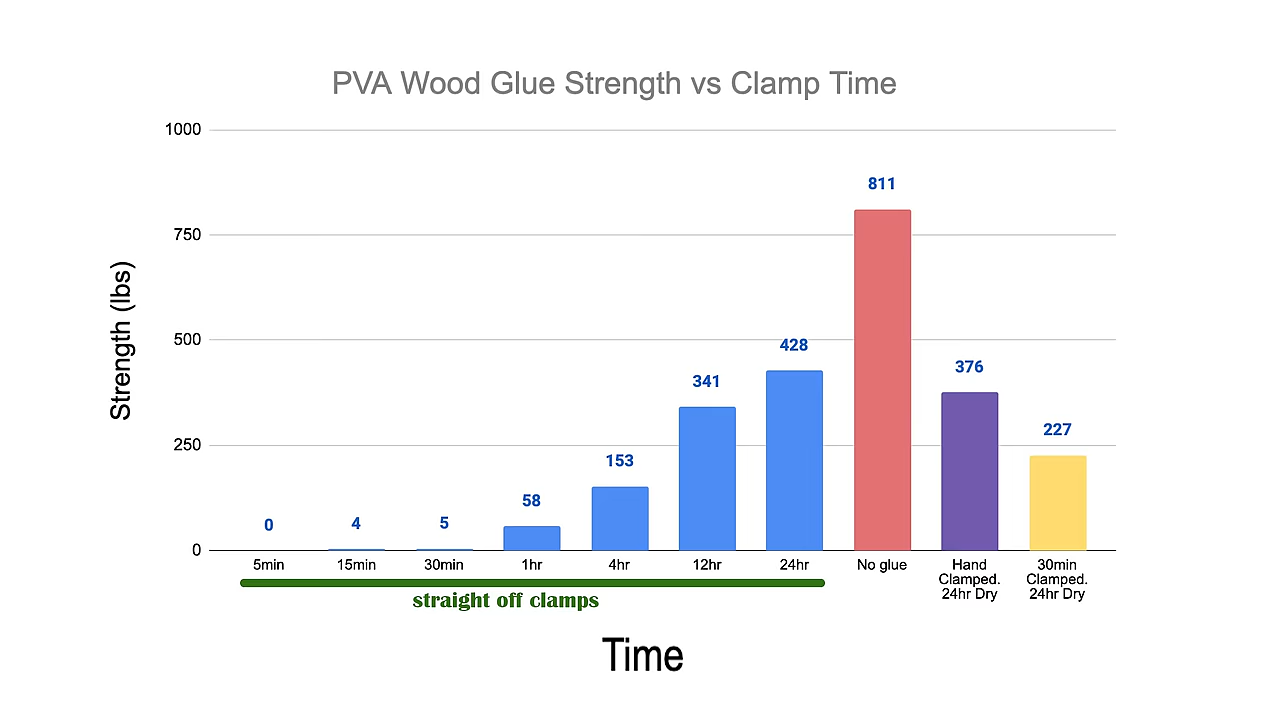 PVA Wood Glue Strength vs Clamp Time
1000
750
500
250
0
Strength (lbs)
0
4
5
58
153
341
428
811
376
227
5min
15min
30min
1hr
4hr
12hr
24hr
No glue
Hand
Clamped.
24hr Dry
30min
Clamped.
24hr Dry
straight off clamps
Time